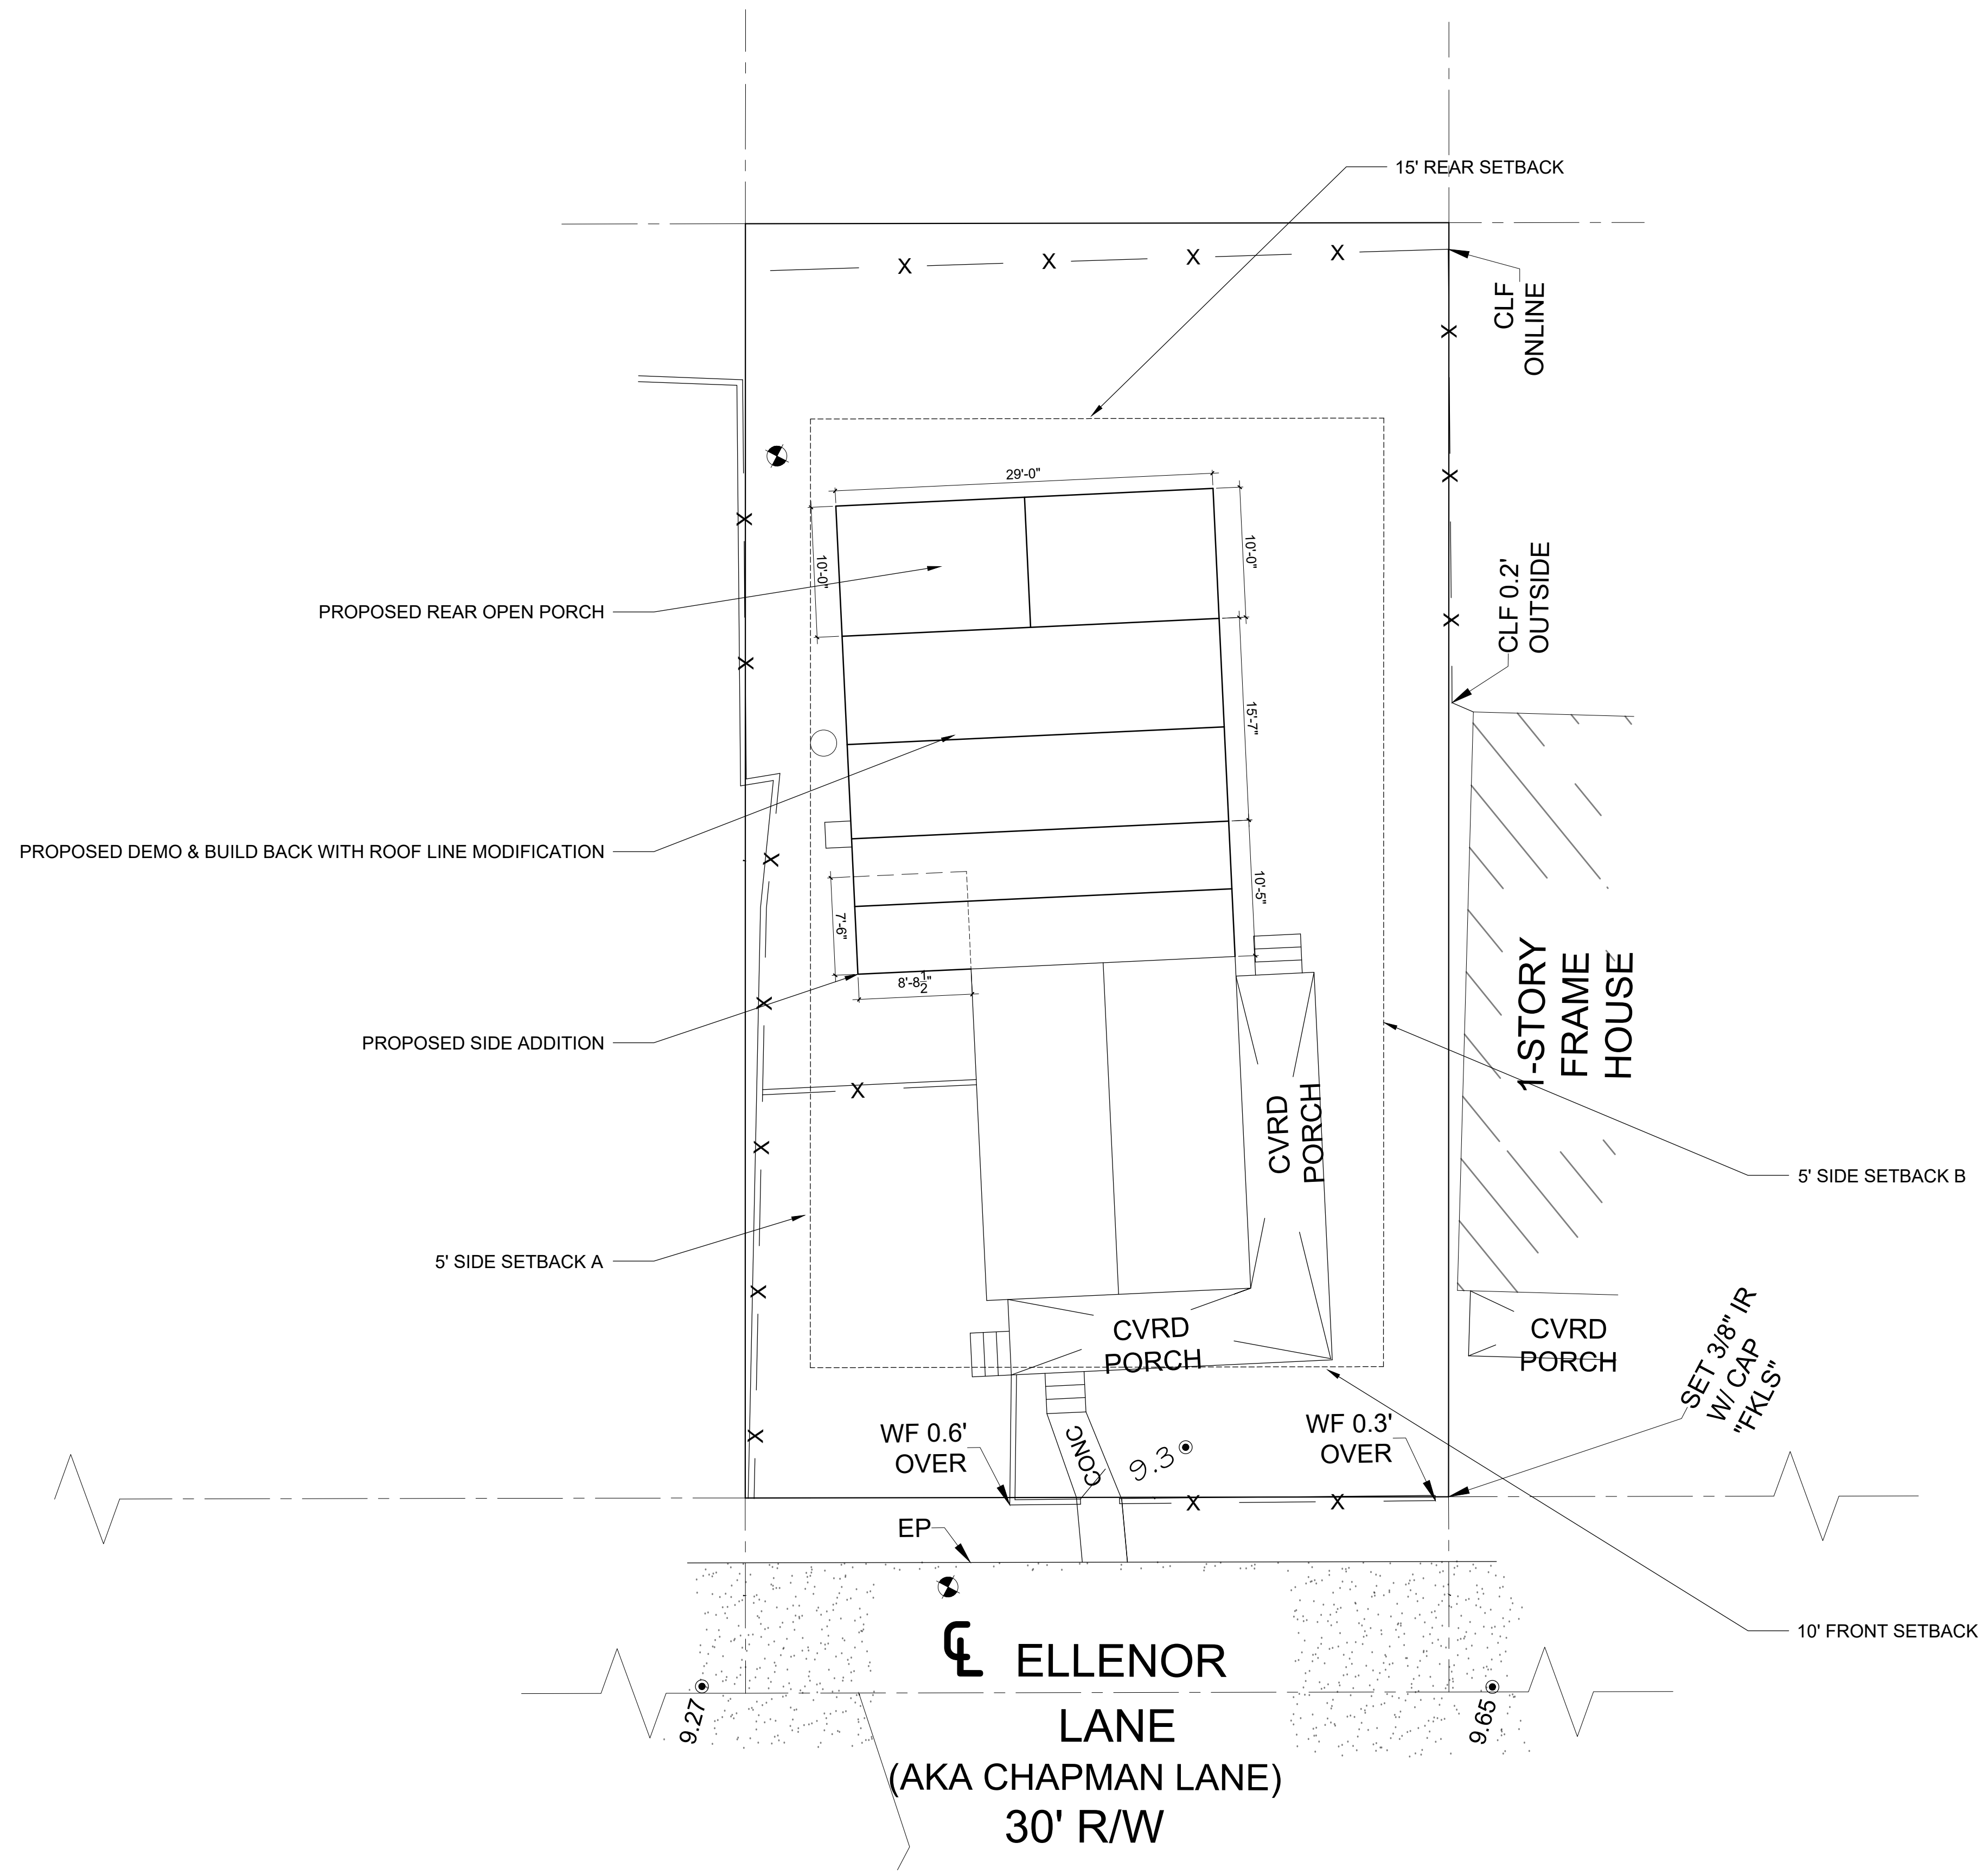 15' REAR SETBACK
X X X X
CLF
ONLINE
X
29'-0"
X
X
10'-0"
10'-0"
CLF 0.2'
OUTSIDE
PROPOSED REAR OPEN PORCH
X
X
15'-7"
PROPOSED DEMO & BUILD BACK WITH ROOF LINE MODIFICATION
X
10'-5"
7'-6"
8'-8 1/2"
X
1-STORY
FRAME
HOUSE
PROPOSED SIDE ADDITION
X
CVRD
PORCH
X
5' SIDE SETBACK B
5' SIDE SETBACK A
X
CVRD
PORCH
CVRD
PORCH
SET 3/8" IR
W/ CAP
"FKLS"
X
WF 0.6'
OVER
CONC
9.3
WF 0.3'
OVER
X X
EP
10' FRONT SETBACK
CL ELLENOR
LANE
9.27
9.65
(AKA CHAPMAN LANE)
30' R/W